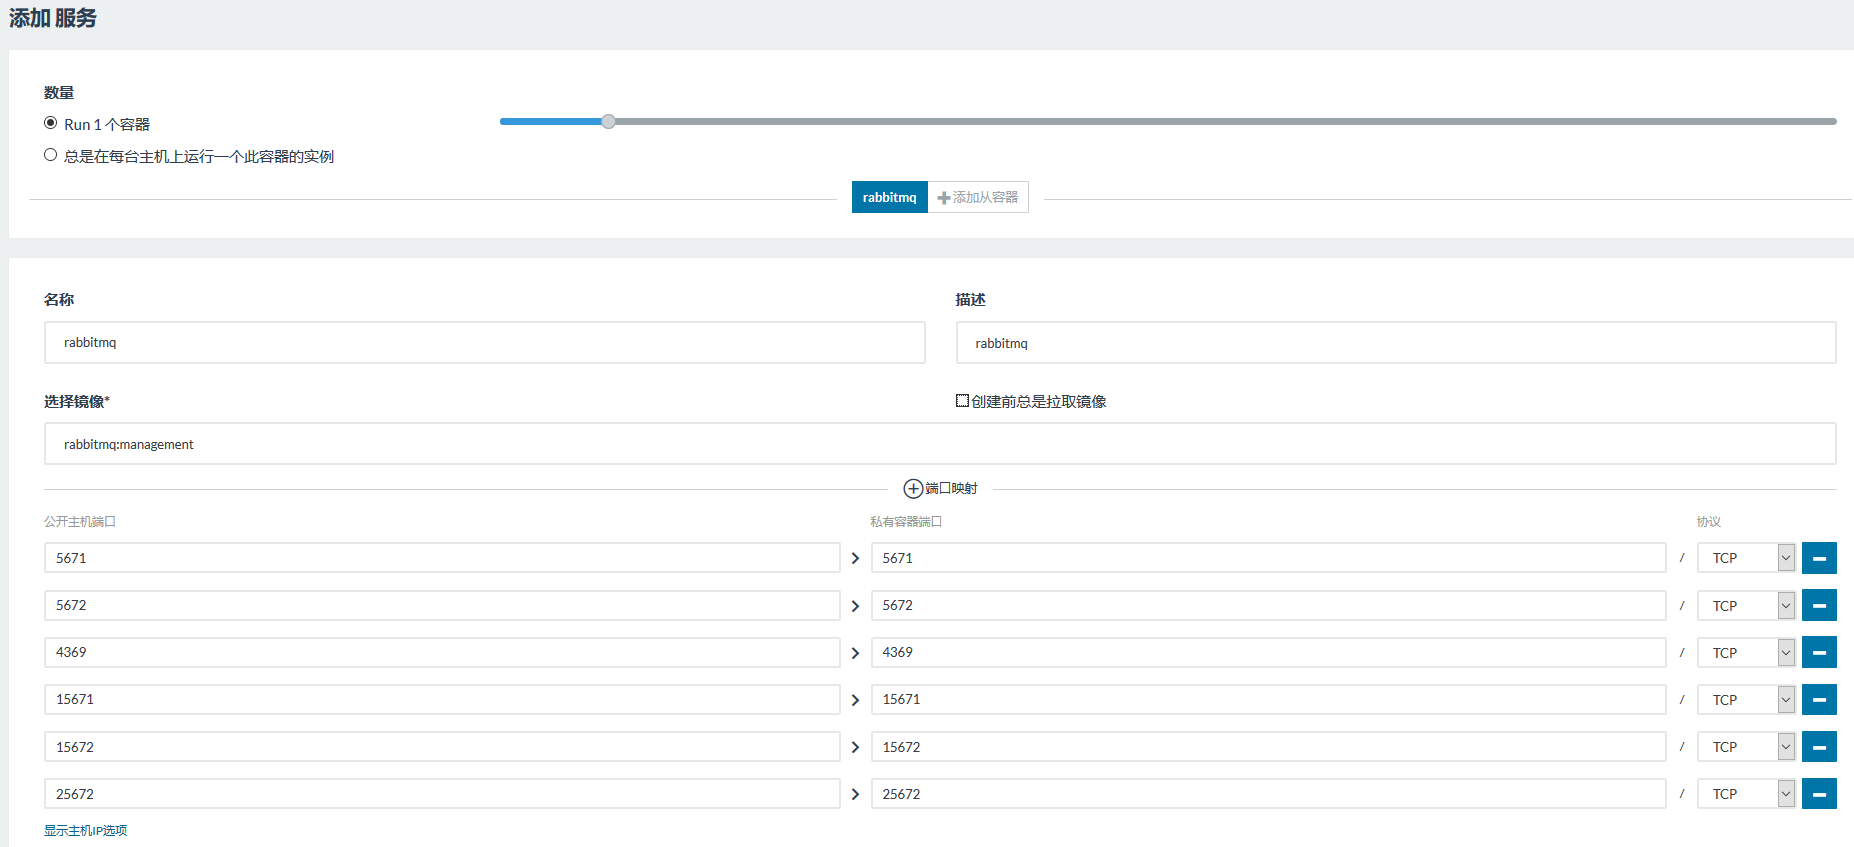 添加 服务
数量
Run 1 个容器
总是在每台主机上运行一个此容器的实例
rabbitmq 添加从容器
名称 描述
rabbitmq rabbitmq
选择镜像* 创建前总是拉取镜像
rabbitmq:management
端口映射
公开主机端口 私有容器端口 协议
5671 5671 / TCP
5672 5672 / TCP
4369 4369 / TCP
15671 15671 / TCP
15672 15672 / TCP
25672 25672 / TCP
显示主机IP选项